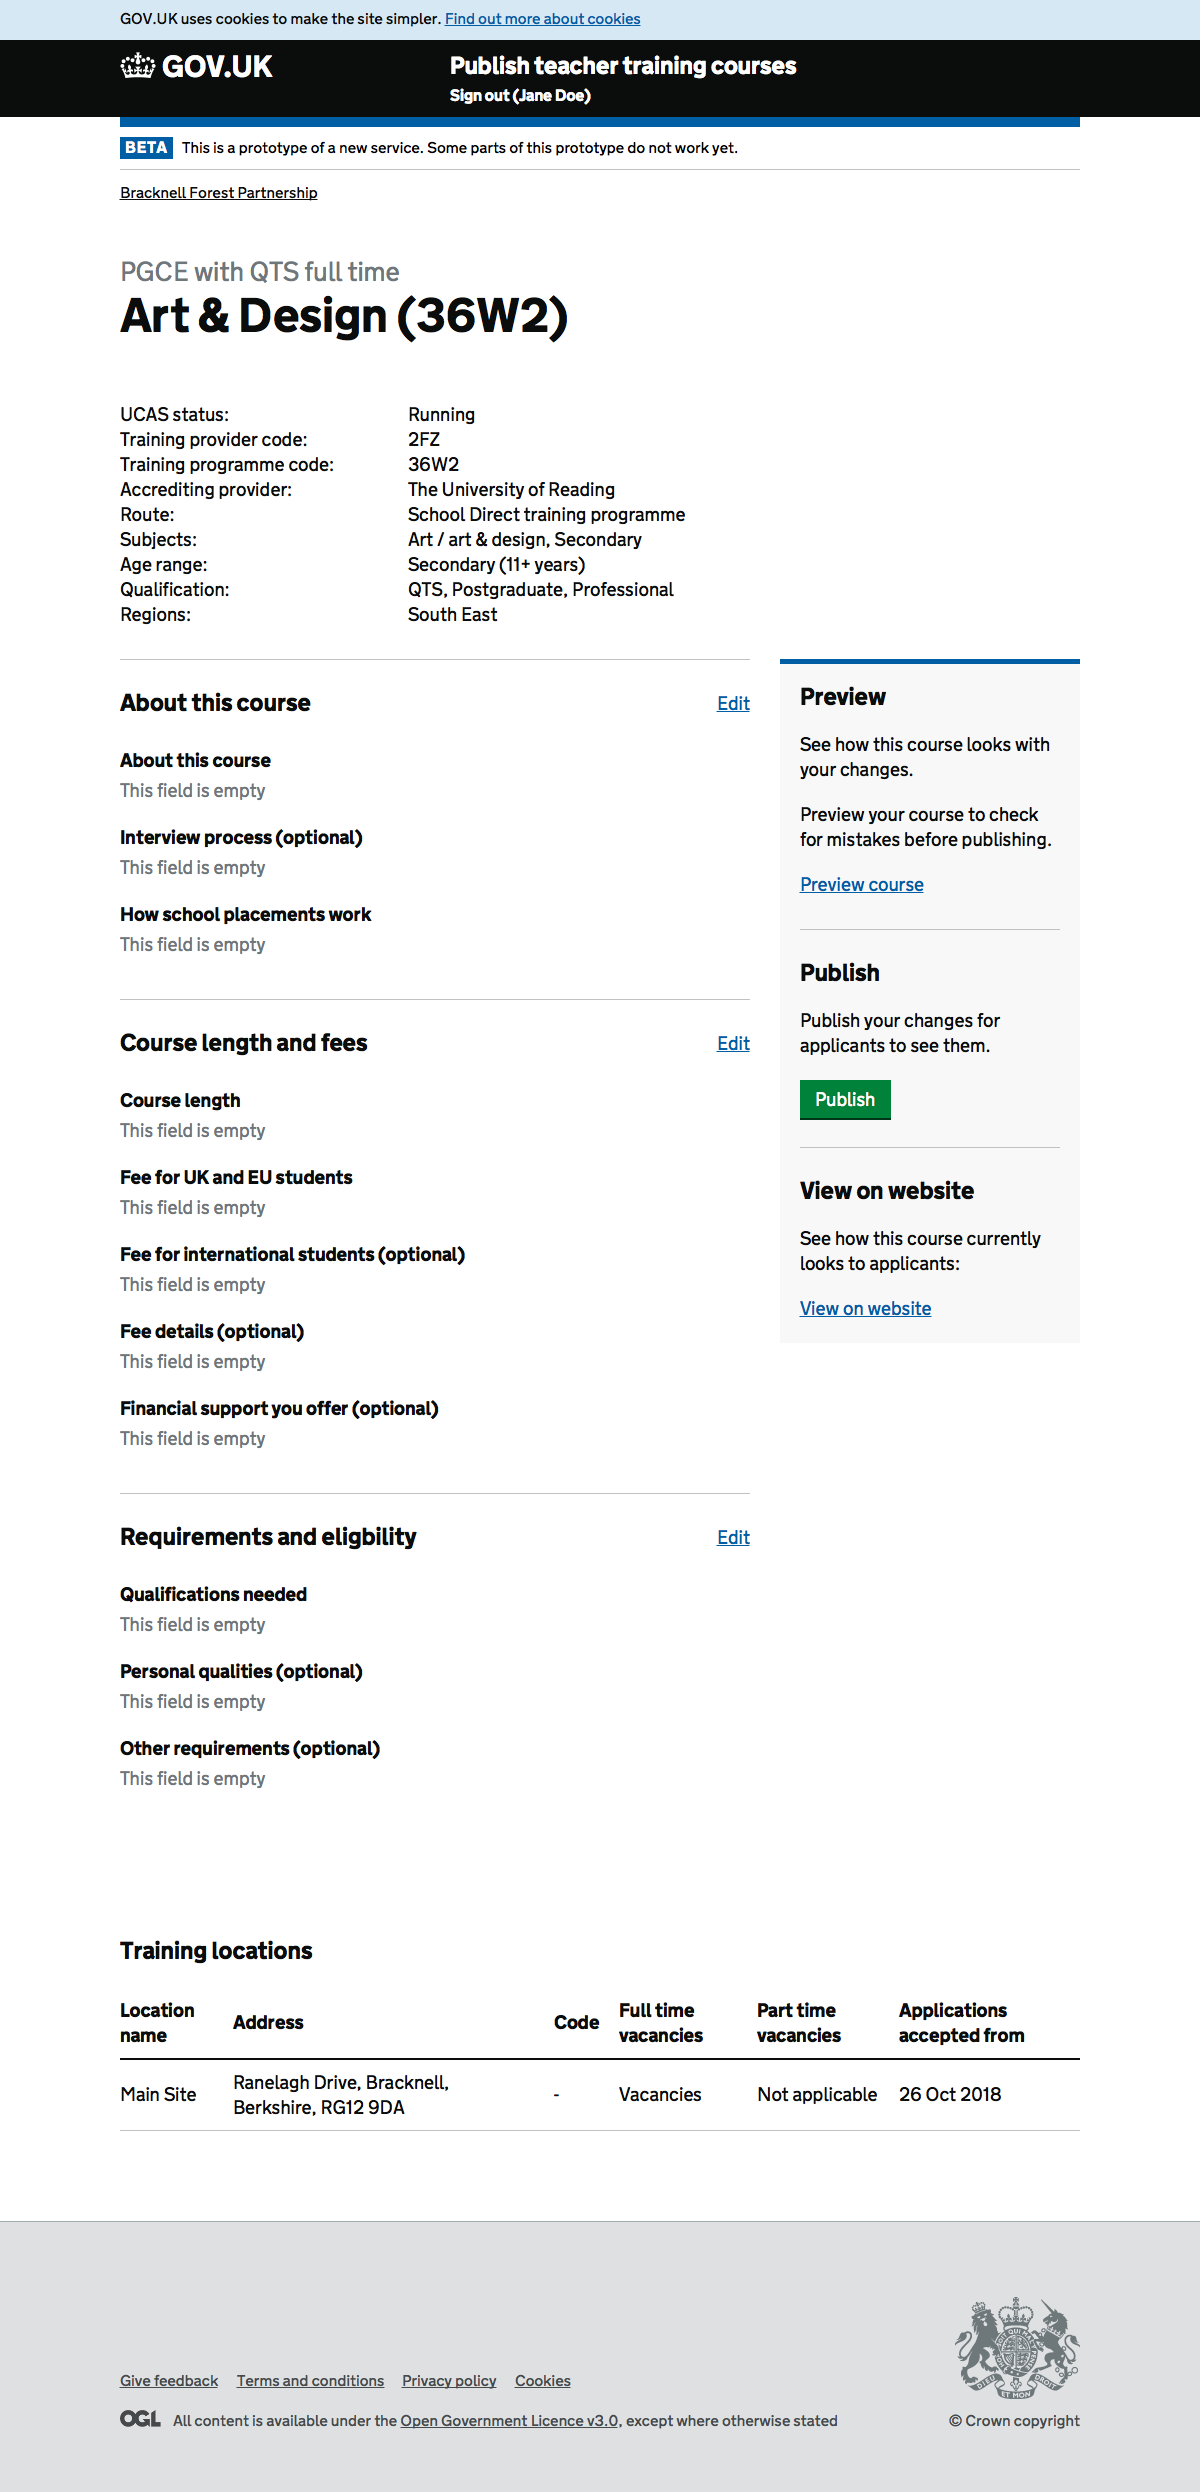 GOV.UK uses cookies to make the site simpler. Find out more about cookies
GOV.UK
Publish teacher training courses
Sign out (Jane Doe)
BETA This is a prototype of a new service. Some parts of this prototype do not work yet.
Bracknell Forest Partnership
PGCE with QTS full time
Art & Design (36W2)
UCAS status: Running
Training provider code: 2FZ
Training programme code: 36W2
Accrediting provider: The University of Reading
Route: School Direct training programme
Subjects: Art / art & design, Secondary
Age range: Secondary (11+ years)
Qualification: QTS, Postgraduate, Professional
Regions: South East
About this course Edit
About this course
This field is empty
Interview process (optional)
This field is empty
How school placements work
This field is empty
Course length and fees Edit
Course length
This field is empty
Fee for UK and EU students
This field is empty
Fee for international students (optional)
This field is empty
Fee details (optional)
This field is empty
Financial support you offer (optional)
This field is empty
Requirements and eligbility Edit
Qualifications needed
This field is empty
Personal qualities (optional)
This field is empty
Other requirements (optional)
This field is empty
Preview
See how this course looks with
your changes.
Preview your course to check
for mistakes before publishing.
Preview course
Publish
Publish your changes for
applicants to see them.
Publish
View on website
See how this course currently
looks to applicants:
View on website
Training locations
Location name Address Code Full time vacancies Part time vacancies Applications accepted from
Main Site Ranelagh Drive, Bracknell, Berkshire, RG12 9DA - Vacancies Not applicable 26 Oct 2018
Give feedback Terms and conditions Privacy policy Cookies
OGL All content is available under the Open Government Licence v3.0, except where otherwise stated
DIEU ET MON DROIT
© Crown copyright